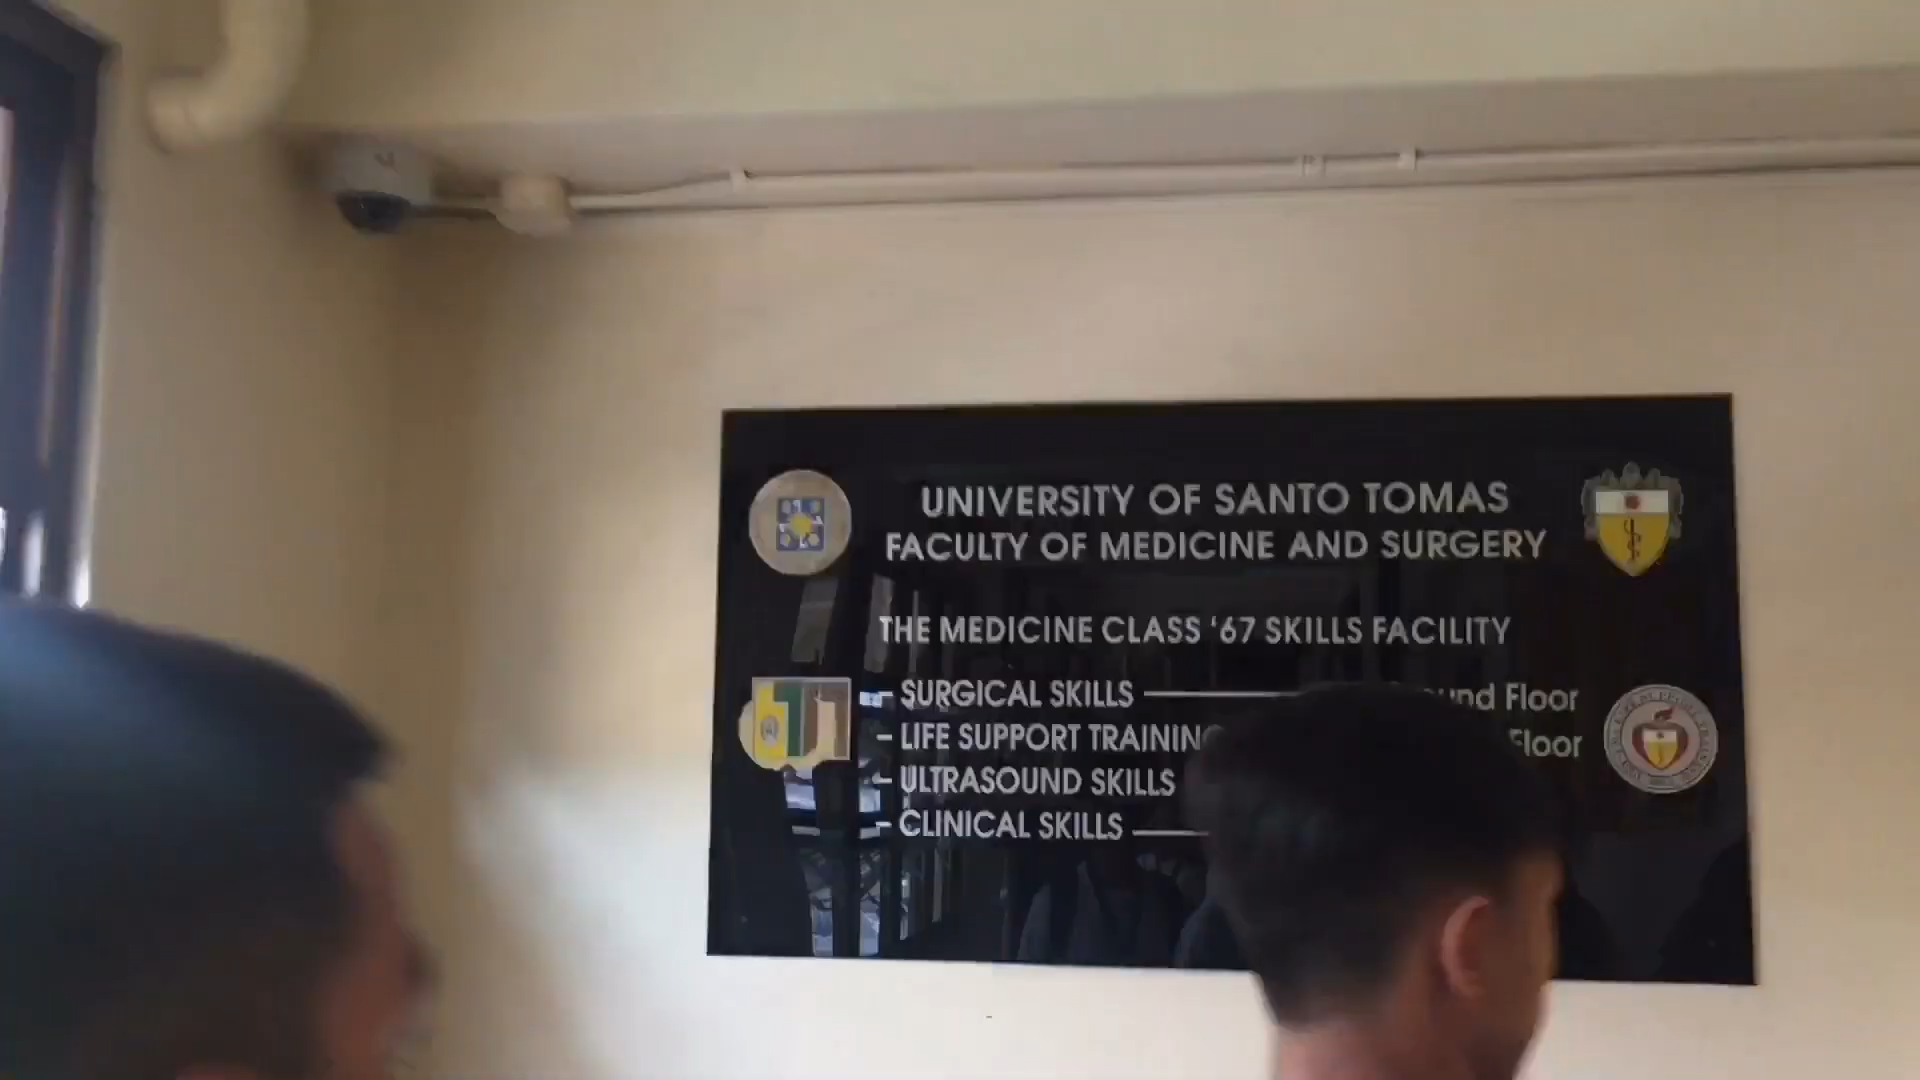 UNIVERSITY OF SANTO TOMAS
FACULTY OF MEDICINE AND SURGERY
THE MEDICINE CLASS ‘67 SKILLS FACILITY
- SURGICAL SKILLS Floor
- LIFE SUPPORT TRAINING Floor
- ULTRASOUND SKILLS
- CLINICAL SKILLS